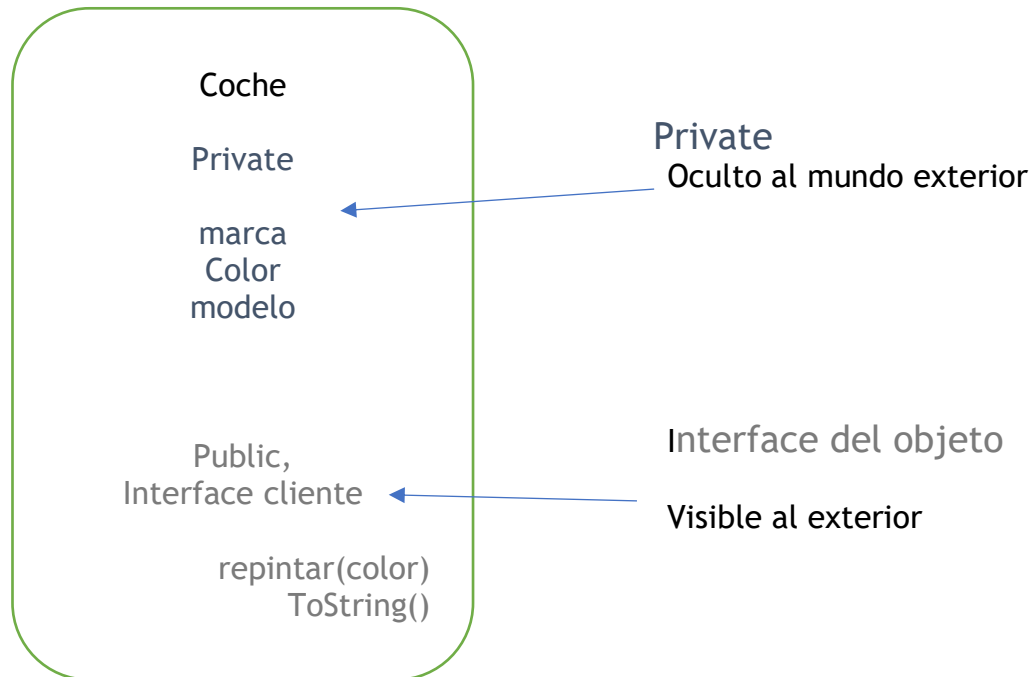 Coche
Private
marca
Color
modelo
Public,
Interface cliente
repintar(color)
ToString()
Private
Oculto al mundo exterior
Interface del objeto
Visible al exterior